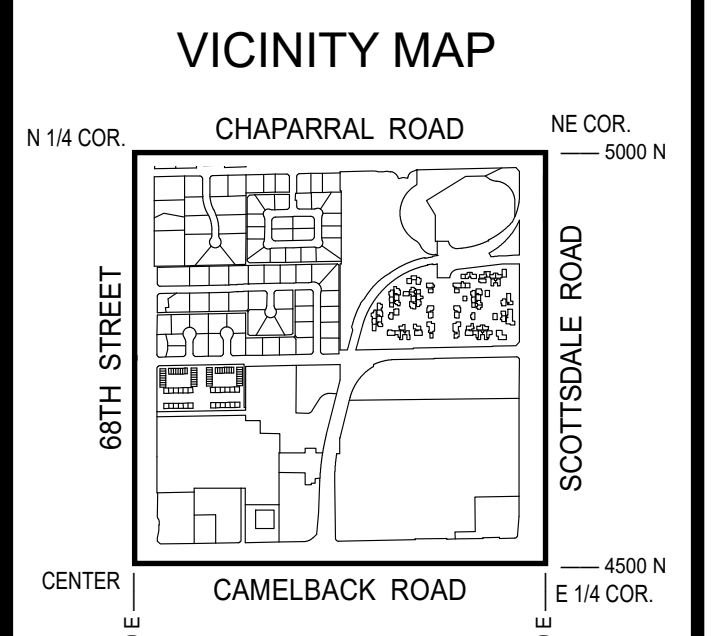 VICINITY MAP
N 1/4 COR.
CHAPARRAL ROAD
NE COR.
5000 N
68TH STREET
SCOTTSDALE ROAD
4500 N
CENTER
CAMELBACK ROAD
E 1/4 COR.
E
E